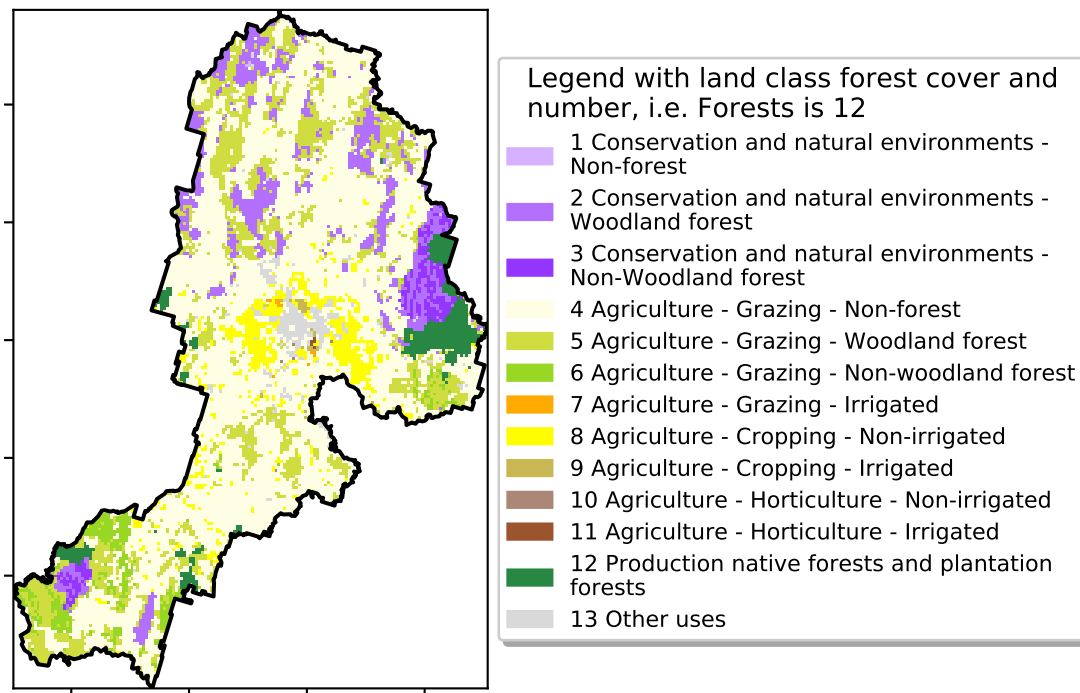 Legend with land class forest cover and
number, i.e. Forests is 12
1 Conservation and natural environments -
Non-forest
2 Conservation and natural environments -
Woodland forest
3 Conservation and natural environments -
Non-Woodland forest
4 Agriculture - Grazing - Non-forest
5 Agriculture - Grazing - Woodland forest
6 Agriculture - Grazing - Non-woodland forest
7 Agriculture - Grazing - Irrigated
8 Agriculture - Cropping - Non-irrigated
9 Agriculture - Cropping - Irrigated
10 Agriculture - Horticulture - Non-irrigated
11 Agriculture - Horticulture - Irrigated
12 Production native forests and plantation
forests
13 Other uses